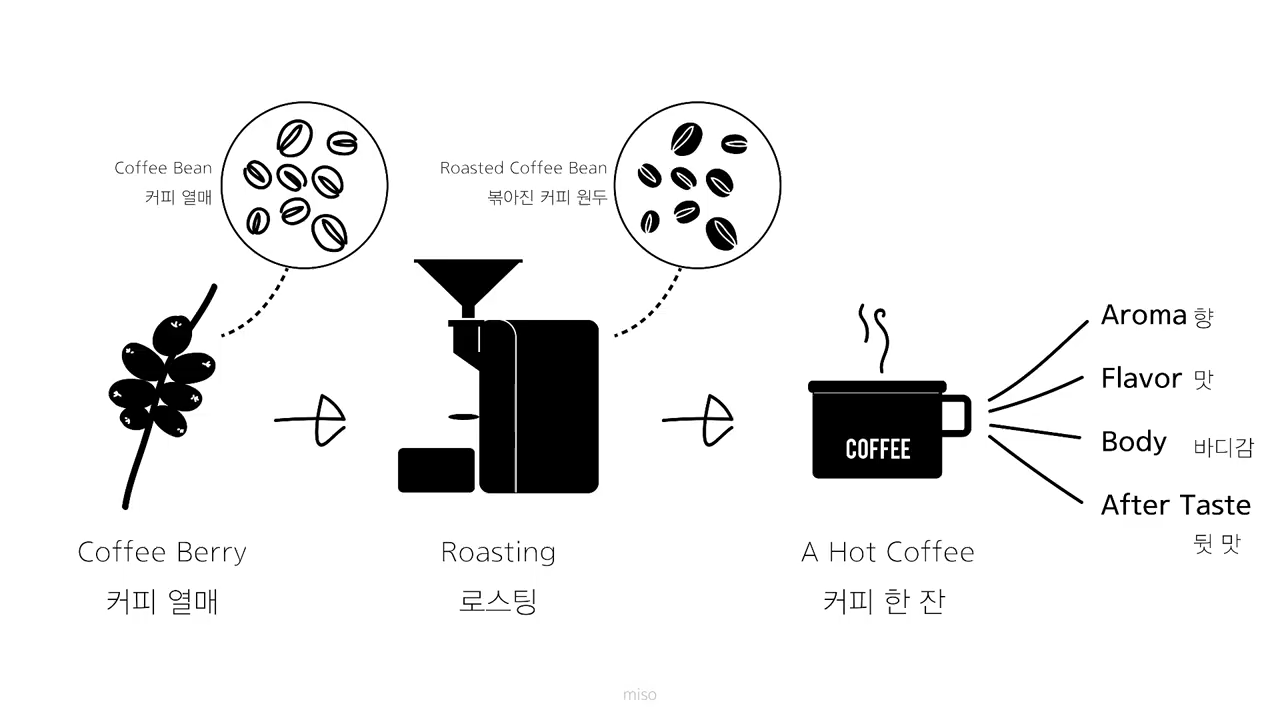 Coffee Bean
커피 열매
Roasted Coffee Bean
볶아진 커피 원두
Aroma 향
Flavor 맛
Body 바디감
After Taste
뒷 맛
COFFEE
Coffee Berry
커피 열매
Roasting
로스팅
A Hot Coffee
커피 한 잔
miso